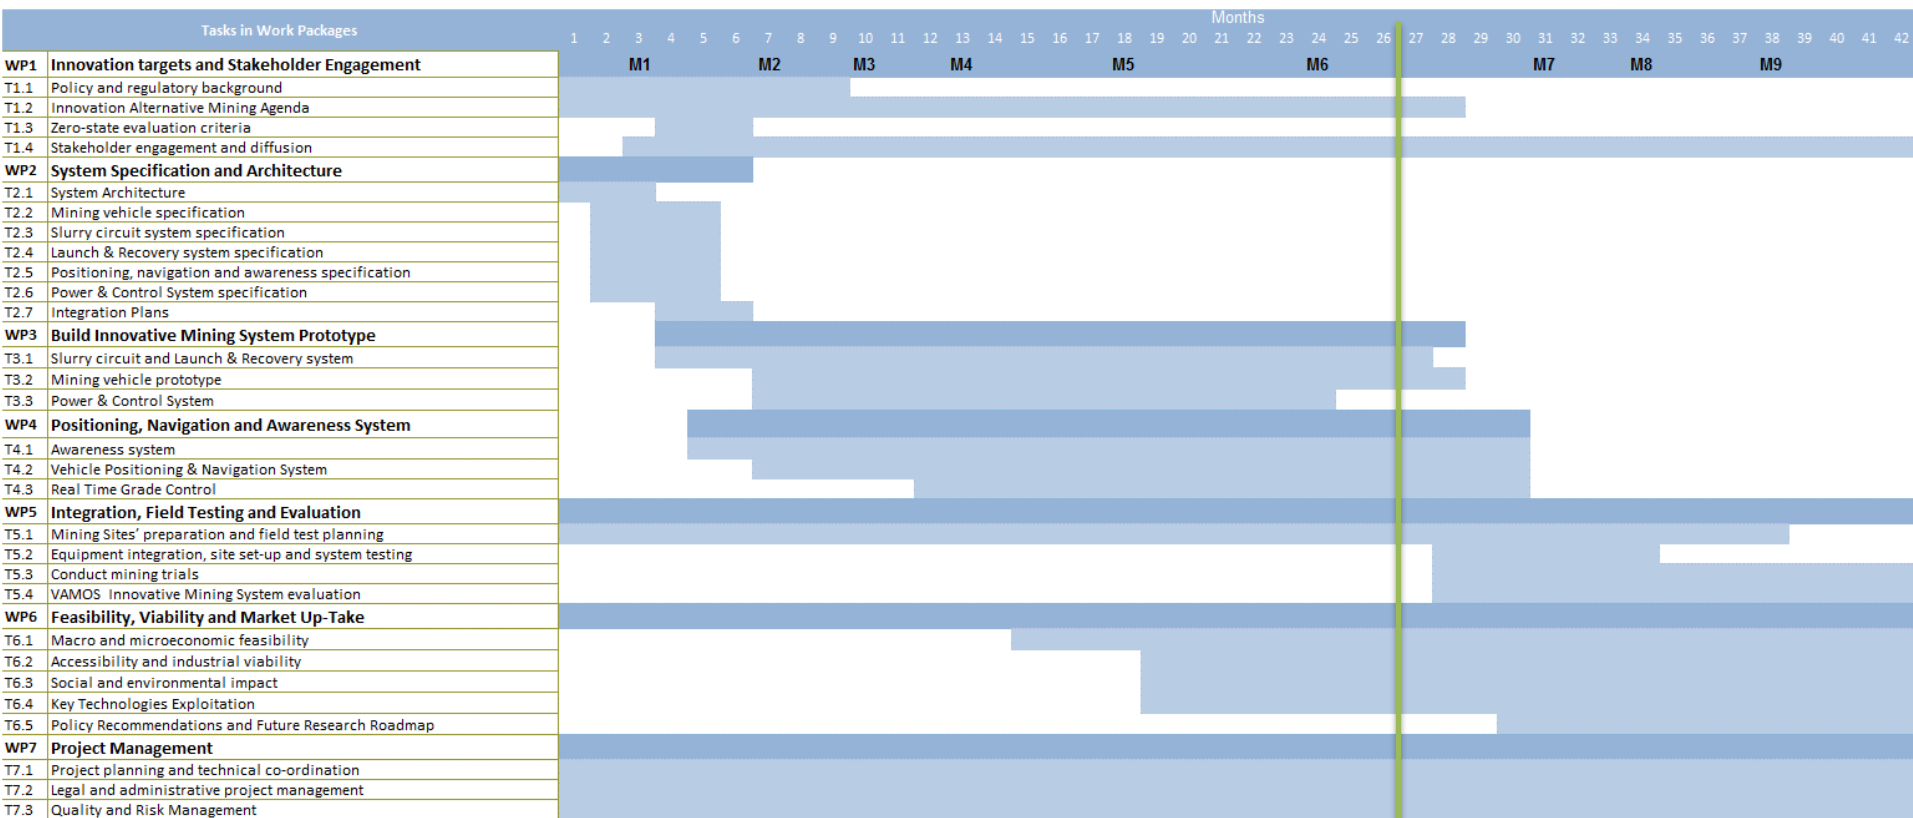 Months
Tasks in Work Packages
1 2 3 4 5 6 7 8 9 10 11 12 13 14 15 16 17 18 19 20 21 22 23 24 25 26 27 28 29 30 31 32 33 34 35 36 37 38 39 40 41 42
WP1 Innovation targets and Stakeholder Engagement M1 M2 M3 M4 M5 M6 M7 M8 M9
T1.1 Policy and regulatory background
T1.2 Innovation Alternative Mining Agenda
T1.3 Zero-state evaluation criteria
T1.4 Stakeholder engagement and diffusion
WP2 System Specification and Architecture
T2.1 System Architecture
T2.2 Mining vehicle specification
T2.3 Slurry circuit system specification
T2.4 Launch & Recovery system specification
T2.5 Positioning, navigation and awareness specification
T2.6 Power & Control System specification
T2.7 Integration Plans
WP3 Build Innovative Mining System Prototype
T3.1 Slurry circuit and Launch & Recovery system
T3.2 Mining vehicle prototype
T3.3 Power & Control System
WP4 Positioning, Navigation and Awareness System
T4.1 Awareness system
T4.2 Vehicle Positioning & Navigation System
T4.3 Real Time Grade Control
WP5 Integration, Field Testing and Evaluation
T5.1 Mining Sites’ preparation and field test planning
T5.2 Equipment integration, site set-up and system testing
T5.3 Conduct mining trials
T5.4 VAMOS Innovative Mining System evaluation
WP6 Feasibility, Viability and Market Up-Take
T6.1 Macro and microeconomic feasibility
T6.2 Accessibility and industrial viability
T6.3 Social and environmental impact
T6.4 Key Technologies Exploitation
T6.5 Policy Recommendations and Future Research Roadmap
WP7 Project Management
T7.1 Project planning and technical co-ordination
T7.2 Legal and administrative project management
T7.3 Quality and Risk Management